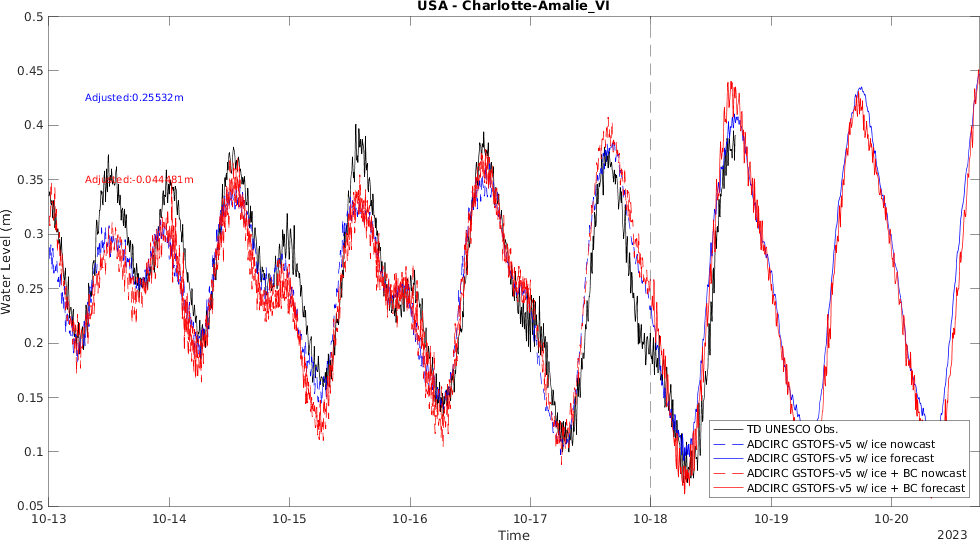 USA - Charlotte-Amalie_VI
0.5
0.45
0.4
0.35
0.3
0.25
0.2
0.15
0.1
0.05
Water Level (m)
Adjusted:0.25532m
TD UNESCO Obs.
ADCIRC GSTOFS-v5 w/ ice nowcast
ADCIRC GSTOFS-v5 w/ ice forecast
ADCIRC GSTOFS-v5 w/ ice + BC nowcast
ADCIRC GSTOFS-v5 w/ ice + BC forecast
10-13 10-14 10-15 10-16 10-17 10-18 10-19 10-20
Time
2023